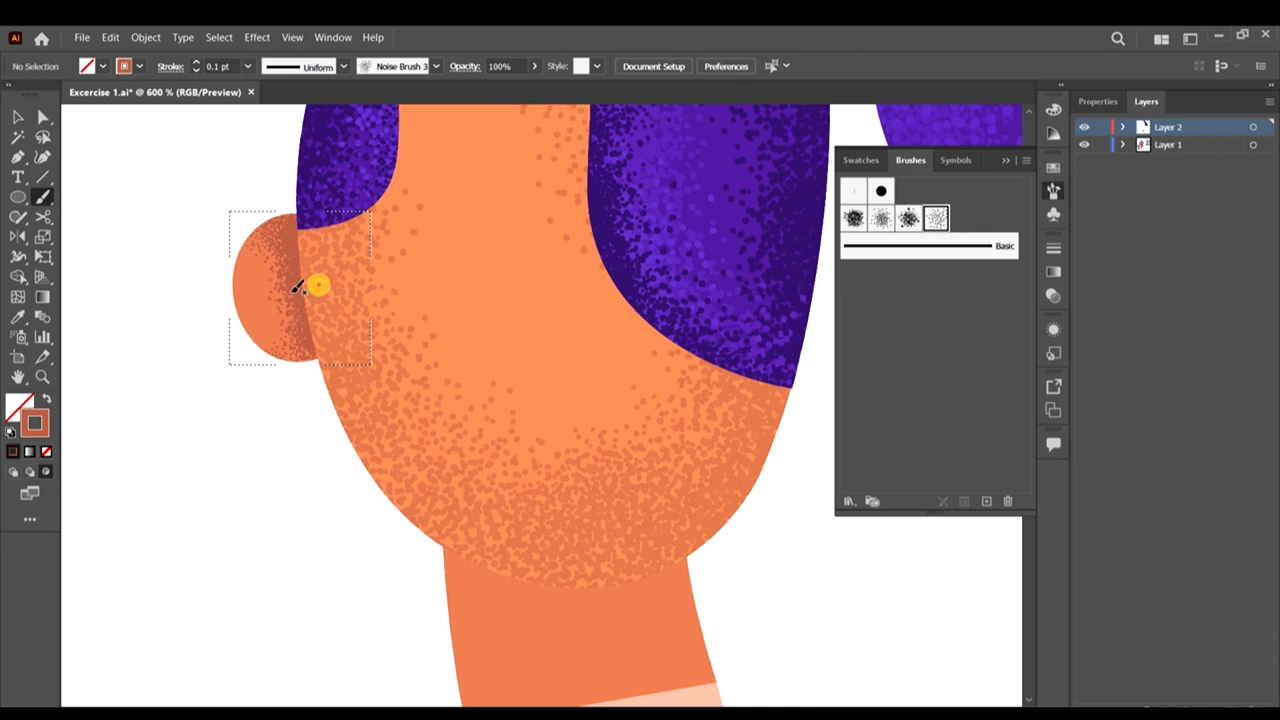 Ai File Edit Object Type Select Effect View Window Help
No Selection Stroke: 0.1 pt Uniform Noise Brush 3 Opacity: 100% Style: Document Setup Preferences
Excercise 1.ai* @ 600 % (RGB/Preview) ×
Properties Layers
Layer 2
Layer 1
Swatches Brushes Symbols
Basic